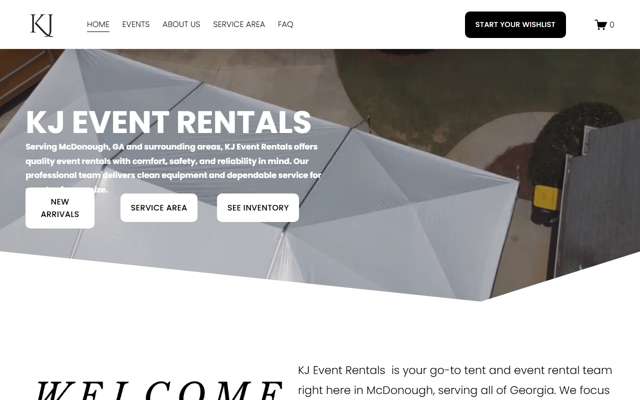 KJ
HOME EVENTS ABOUT US SERVICE AREA FAQ
START YOUR WISHLIST
0
KJ EVENT RENTALS
Serving McDonough, GA and surrounding areas, KJ Event Rentals offers
quality event rentals with comfort, safety, and reliability in mind. Our
professional team delivers clean equipment and dependable service for
NEW
ARRIVALS
SERVICE AREA
SEE INVENTORY
WELCOME
KJ Event Rentals is your go-to tent and event rental team
right here in McDonough, serving all of Georgia. We focus